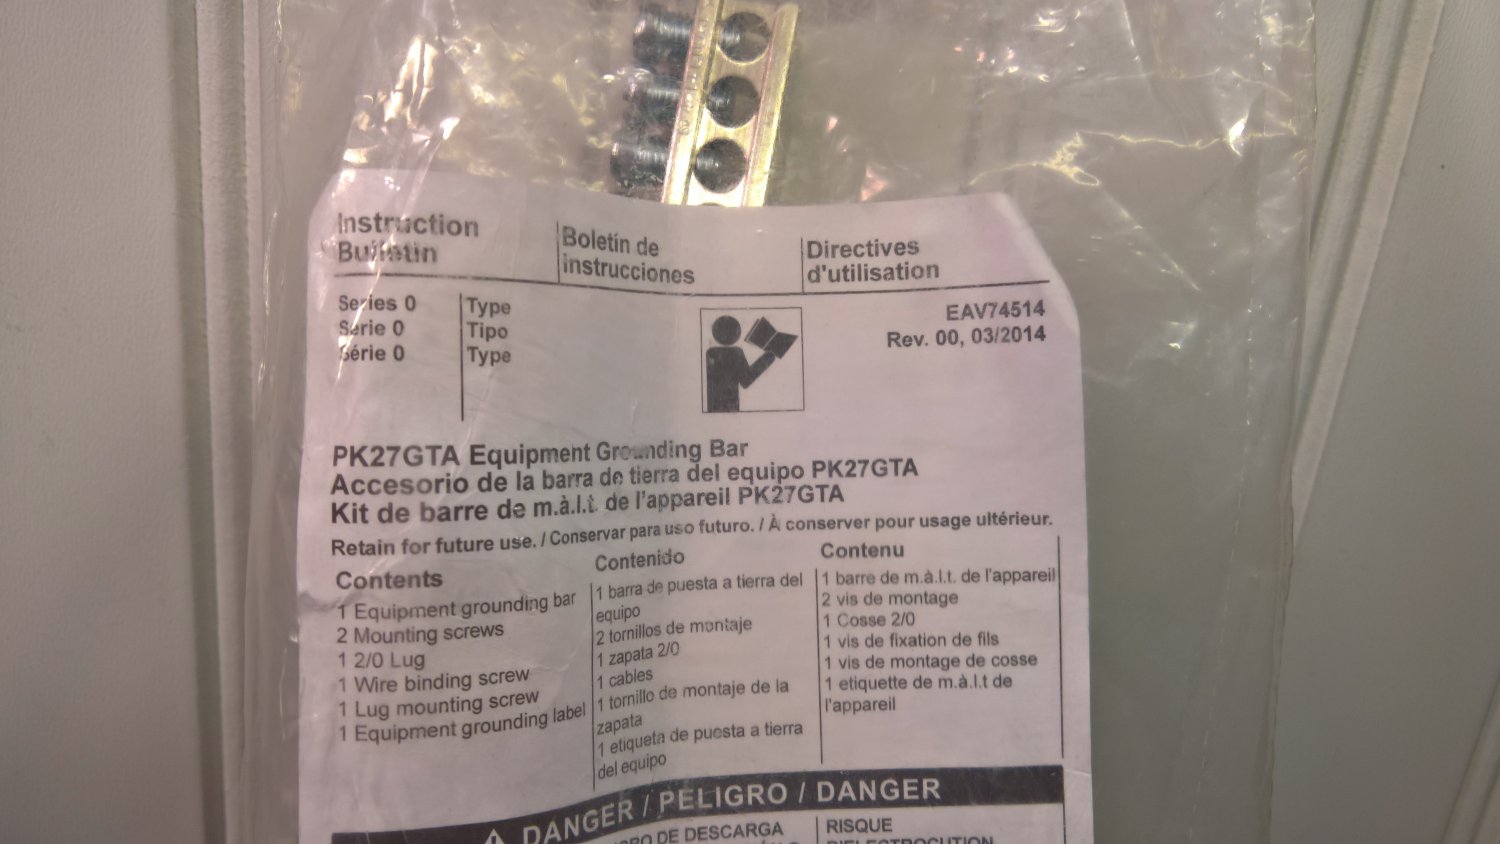 Instruction
Bulletin
Boletín de
instrucciones
Directives
d'utilisation
Series 0
Serie 0
Série 0
Type
Tipo
Type
EAV74514
Rev. 00, 03/2014
PK27GTA Equipment Grounding Bar
Accesorio de la barra de tierra del equipo PK27GTA
Kit de barre de m.à.l.t. de l'appareil PK27GTA
Retain for future use. / Conservar para uso futuro. / À conserver pour usage ultérieur.
Contents
1 Equipment grounding bar
2 Mounting screws
1 2/0 Lug
1 Wire binding screw
1 Lug mounting screw
1 Equipment grounding label
Contenido
1 barra de puesta a tierra del
equipo
2 tornillos de montaje
1 zapata 2/0
1 cables
1 tornillo de montaje de la
zapata
1 etiqueta de puesta a tierra
del equipo
Contenu
1 barre de m.à.l.t. de l'appareil
2 vis de montage
1 Cosse 2/0
1 vis de fixation de fils
1 vis de montage de cosse
1 etiquette de m.à.l.t de
l'appareil
DANGER / PELIGRO / DANGER
DE DESCARGA
RISQUE